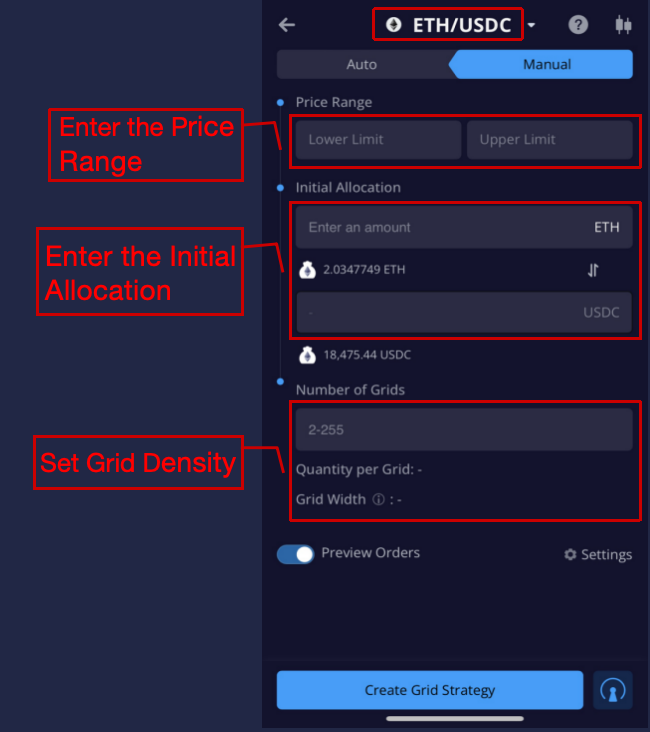 ETH/USDC
Auto
Manual
Price Range
Enter the Price
Range
Lower Limit
Upper Limit
Initial Allocation
Enter the Initial
Allocation
Enter an amount
ETH
2.0347749 ETH
-
USDC
18,475.44 USDC
Number of Grids
Set Grid Density
2-255
Quantity per Grid: -
Grid Width ⓘ : -
Preview Orders
Settings
Create Grid Strategy